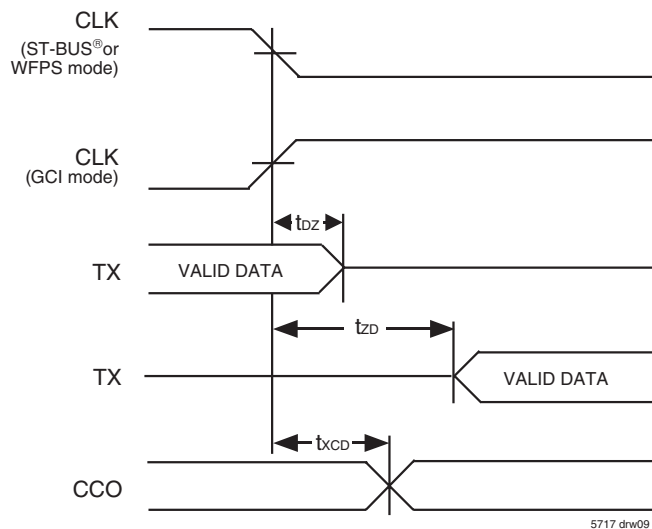 CLK
(ST-BUS®or
WFPS mode)
CLK
(GCI mode)
tDZ
TX
VALID DATA
tZD
TX
VALID DATA
tXCD
CCO
5717 drw09